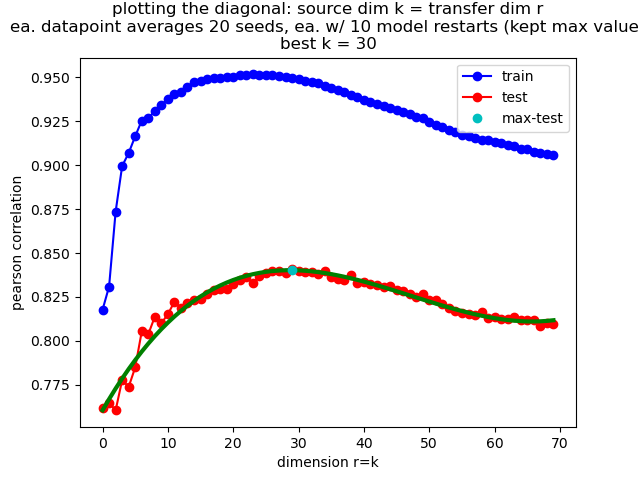 plotting the diagonal: source dim k = transfer dim r
ea. datapoint averages 20 seeds, ea. w/ 10 model restarts (kept max value
best k = 30
0.950
0.925
0.900
0.875
0.850
0.825
0.800
0.775
pearson correlation
train
test
max-test
0 10 20 30 40 50 60 70
dimension r=k